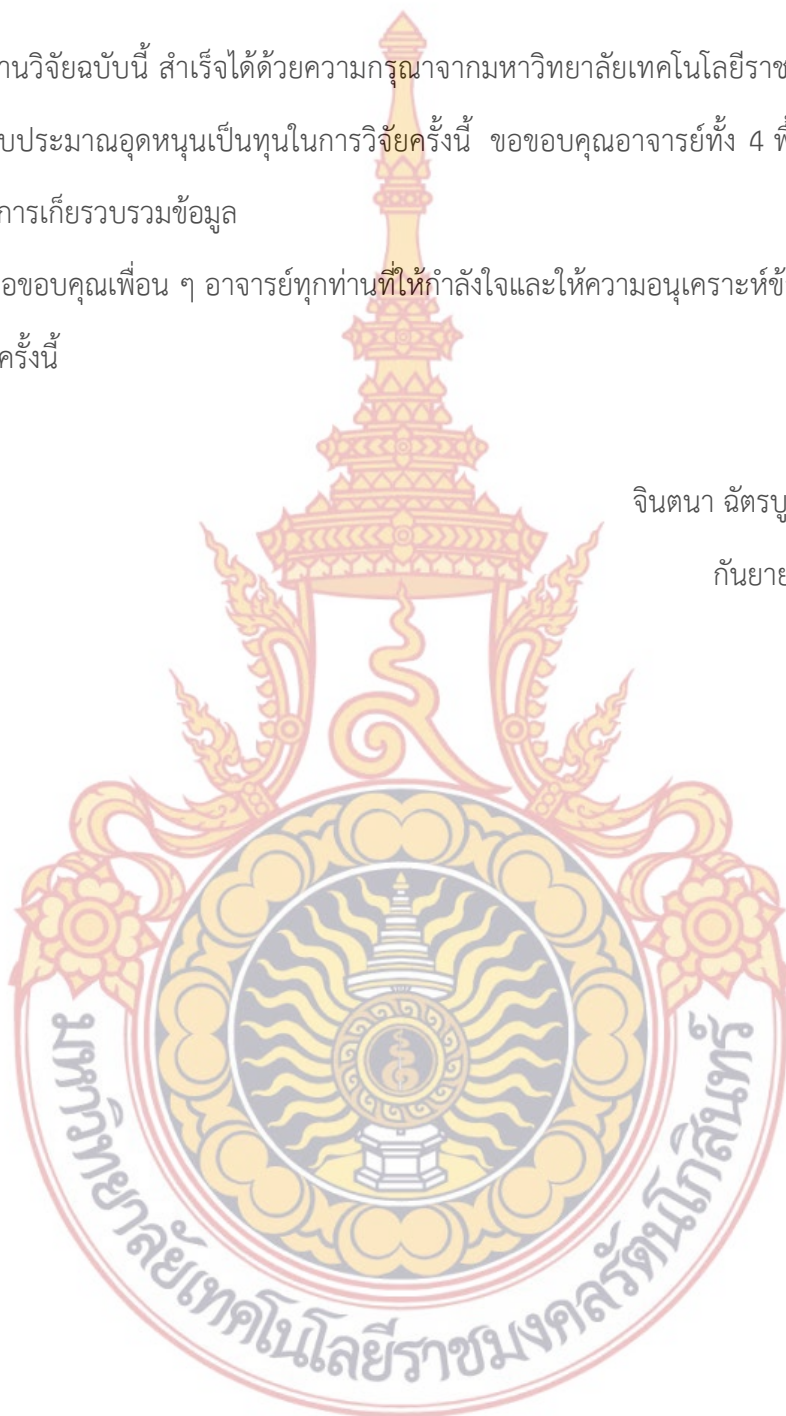 านวิจัยฉบับนี้ สำเร็จได้ด้วยความกรุณาจากมหาวิทยาลัยเทคโนโลยีราช
บประมาณอุดหนุนเป็นทุนในการวิจัยครั้งนี้ ขอขอบคุณอาจารย์ทั้ง 4 พื้
การเก็ยรวบรวมข้อมูล
อขอบคุณเพื่อน ๆ อาจารย์ทุกท่านที่ให้กำลังใจและให้ความอนุเคราะห์ข้
ครั้งนี้
จินตนา ฉัตรบู
กันยาย
มหาวิทยาลัยเทคโนโลยีราชมงคลรัตนโกสินทร์